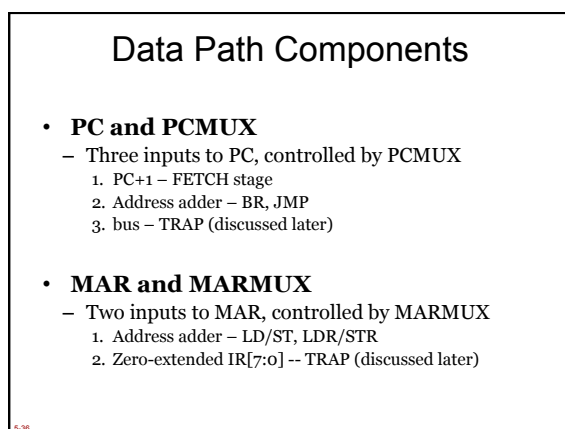 Data Path Components
• PC and PCMUX
– Three inputs to PC, controlled by PCMUX
1. PC+1 – FETCH stage
2. Address adder – BR, JMP
3. bus – TRAP (discussed later)
• MAR and MARMUX
– Two inputs to MAR, controlled by MARMUX
1. Address adder – LD/ST, LDR/STR
2. Zero-extended IR[7:0] -- TRAP (discussed later)
5-36